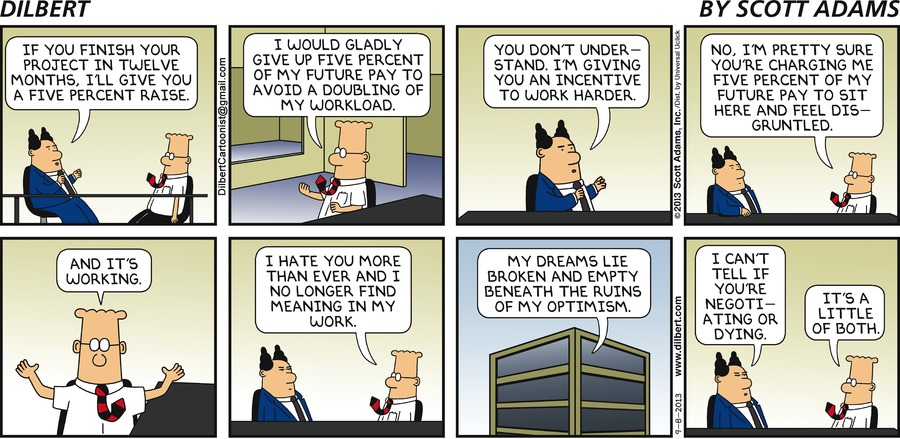 DILBERT
BY SCOTT ADAMS
IF YOU FINISH YOUR
PROJECT IN TWELVE
MONTHS, I'LL GIVE YOU
A FIVE PERCENT RAISE.
DilbertCartoonist@gmail.com
I WOULD GLADLY
GIVE UP FIVE PERCENT
OF MY FUTURE PAY TO
AVOID A DOUBLING OF
MY WORKLOAD.
YOU DON'T UNDER-
STAND. I'M GIVING
YOU AN INCENTIVE
TO WORK HARDER.
©2013 Scott Adams, Inc./Dist. by Universal Uclick
NO, I'M PRETTY SURE
YOU'RE CHARGING ME
FIVE PERCENT OF MY
FUTURE PAY TO SIT
HERE AND FEEL DIS-
GRUNTLED.
AND IT'S
WORKING.
I HATE YOU MORE
THAN EVER AND I
NO LONGER FIND
MEANING IN MY
WORK.
MY DREAMS LIE
BROKEN AND EMPTY
BENEATH THE RUINS
OF MY OPTIMISM.
9-8-2013 www.dilbert.com
I CAN'T
TELL IF
YOU'RE
NEGOTI-
ATING OR
DYING.
IT'S A
LITTLE
OF BOTH.